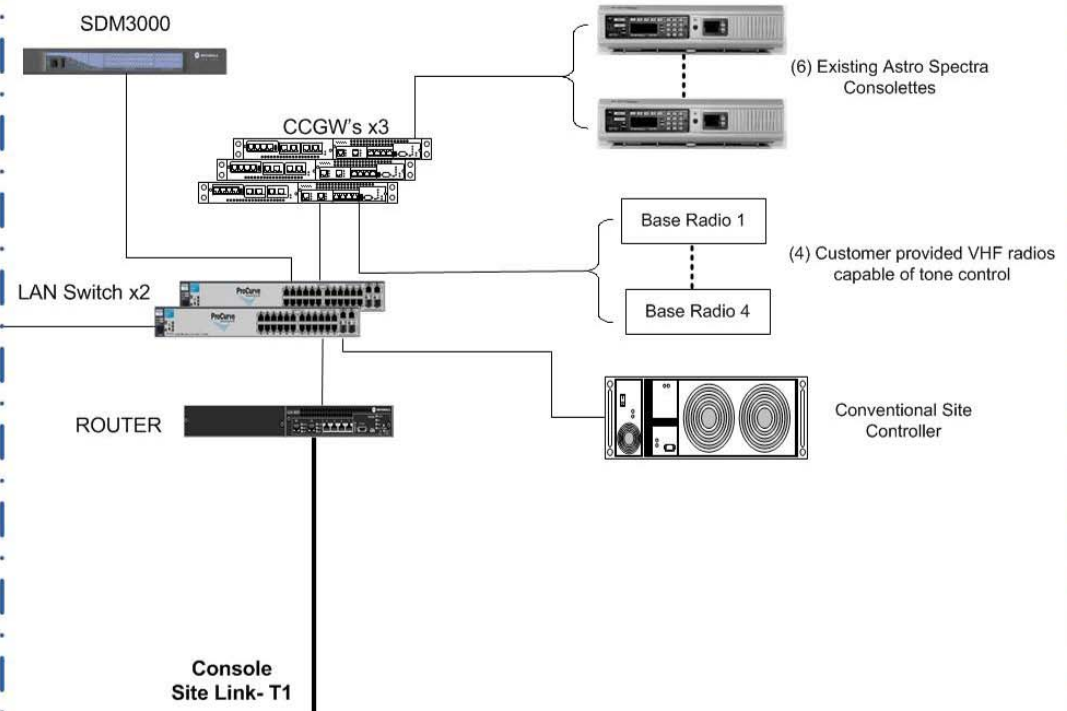 SDM3000
(6) Existing Astro Spectra
Consolettes
CCGW's x3
Base Radio 1
(4) Customer provided VHF radios
capable of tone control
Base Radio 4
LAN Switch x2
ProCurve
ProCurve
ROUTER
Conventional Site
Controller
Console
Site Link- T1